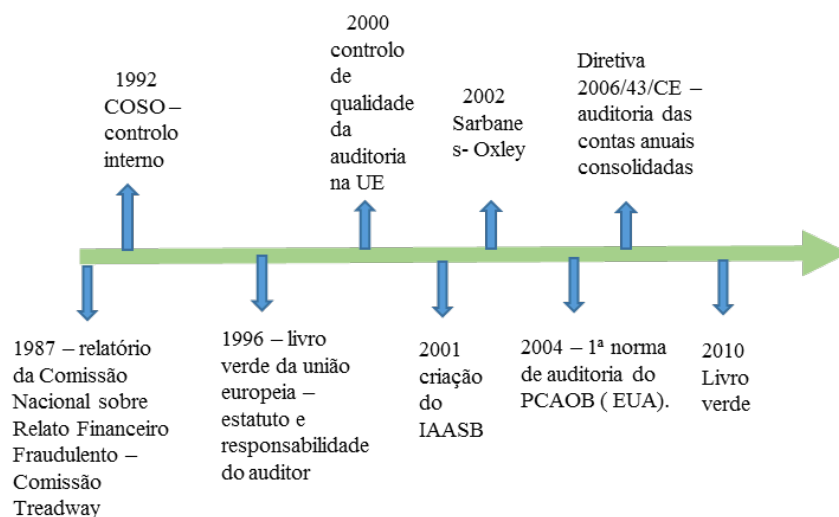 1992
COSO –
controlo
interno
2000
controlo
de
qualidade
da
auditoria
na UE
2002
Sarbane
s- Oxley
Diretiva
2006/43/CE –
auditoria das
contas anuais
consolidadas
1987 – relatório
da Comissão
Nacional sobre
Relato Financeiro
Fraudulento –
Comissão
Treadway
1996 – livro
verde da união
europeia –
estatuto e
responsabilidade
do auditor
2001
criação
do
IAASB
2004 – 1ª norma
de auditoria do
PCAOB ( EUA).
2010
Livro
verde